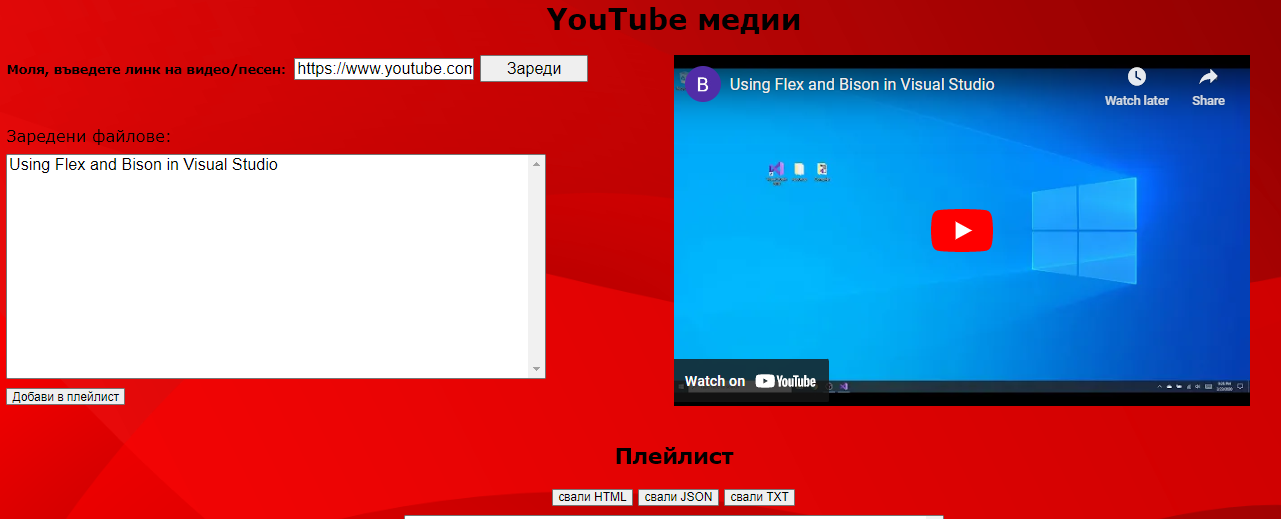 YouTube медии
Моля, въведете линк на видео/песен: https://www.youtube.com Зареди
Заредени файлове:
Using Flex and Bison in Visual Studio
Добави в плейлист
B Using Flex and Bison in Visual Studio
Watch later Share
Watch on YouTube
Плейлист
свали HTML свали JSON свали TXT